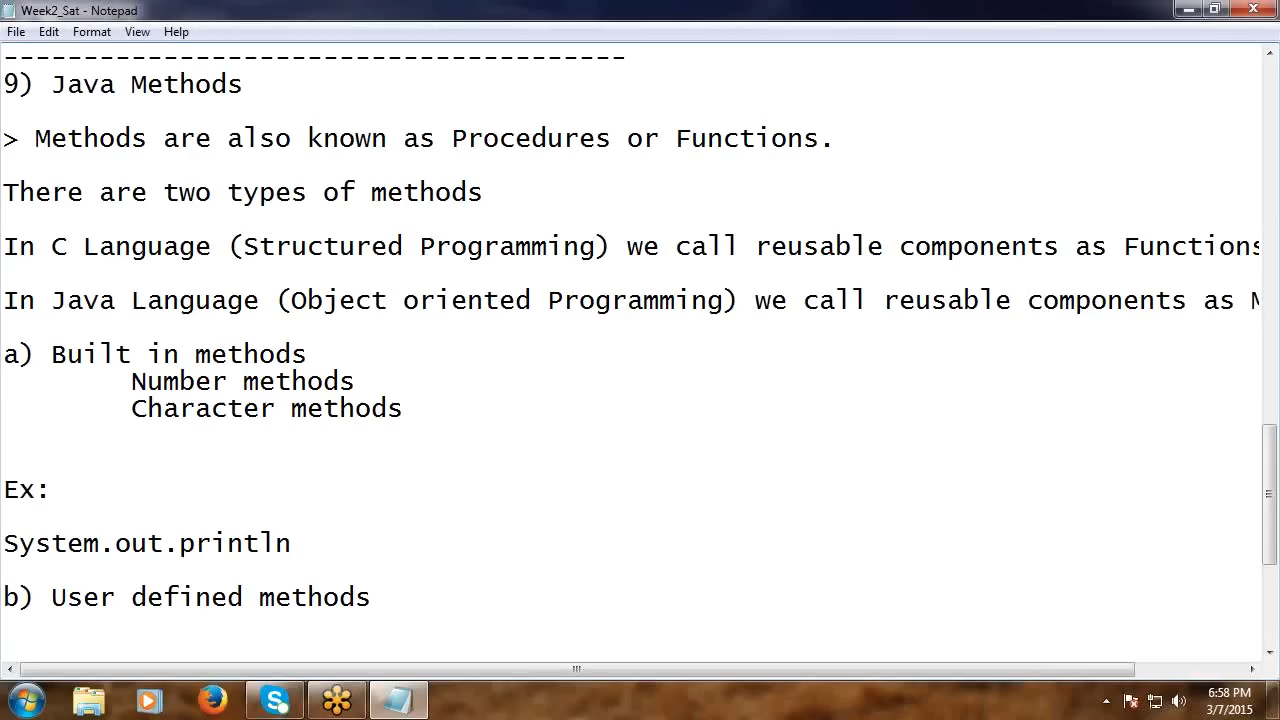 Week2_Sat - Notepad
File Edit Format View Help
---------------------------------------
9) Java Methods
> Methods are also known as Procedures or Functions.
There are two types of methods
In C Language (Structured Programming) we call reusable components as Functions
In Java Language (Object oriented Programming) we call reusable components as
a) Built in methods
Number methods
Character methods
Ex:
System.out.println
b) User defined methods
6:58 PM
3/7/2015